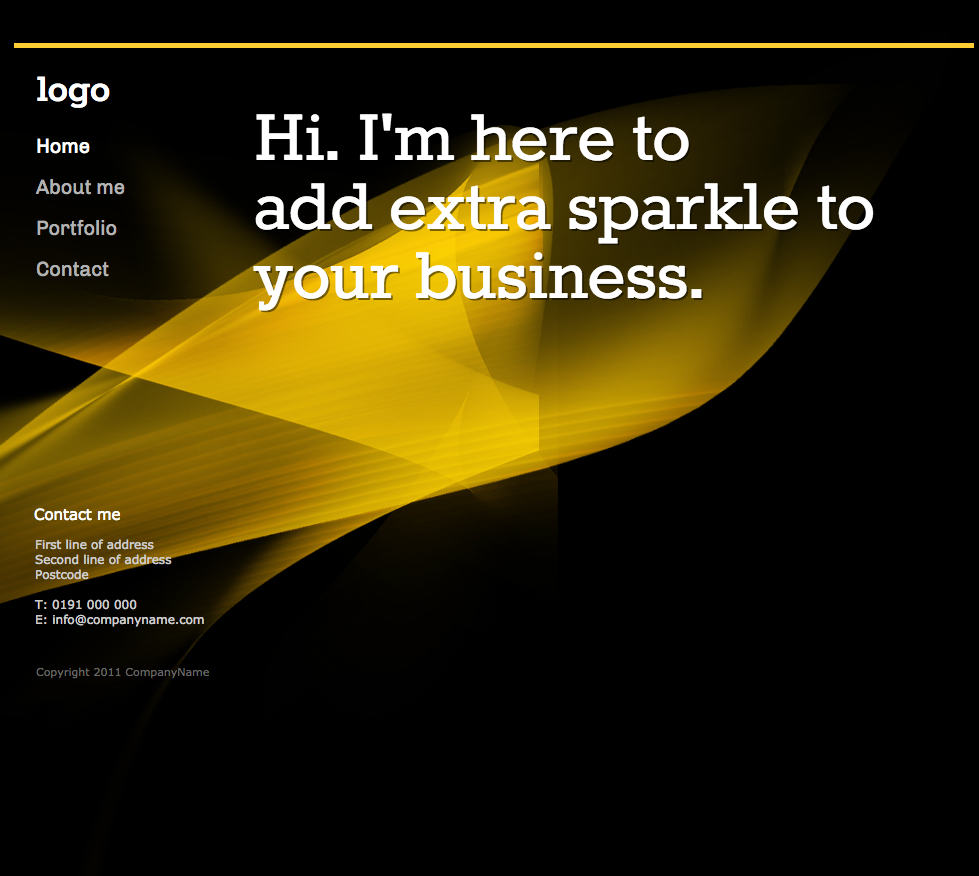 logo
Home
About me
Portfolio
Contact
Hi. I'm here to
add extra sparkle to
your business.
Contact me
First line of address
Second line of address
Postcode
T: 0191 000 000
E: info@companyname.com
Copyright 2011 CompanyName